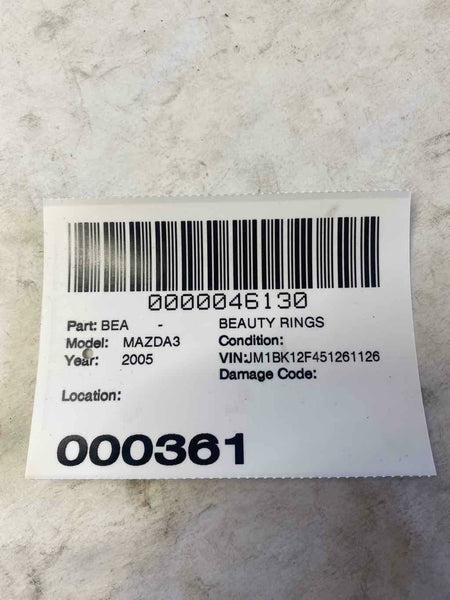 0000046130
Part: BEA - BEAUTY RINGS
Model: MAZDA3 Condition:
Year: 2005 VIN:JM1BK12F451261126
Damage Code:
Location:
000361